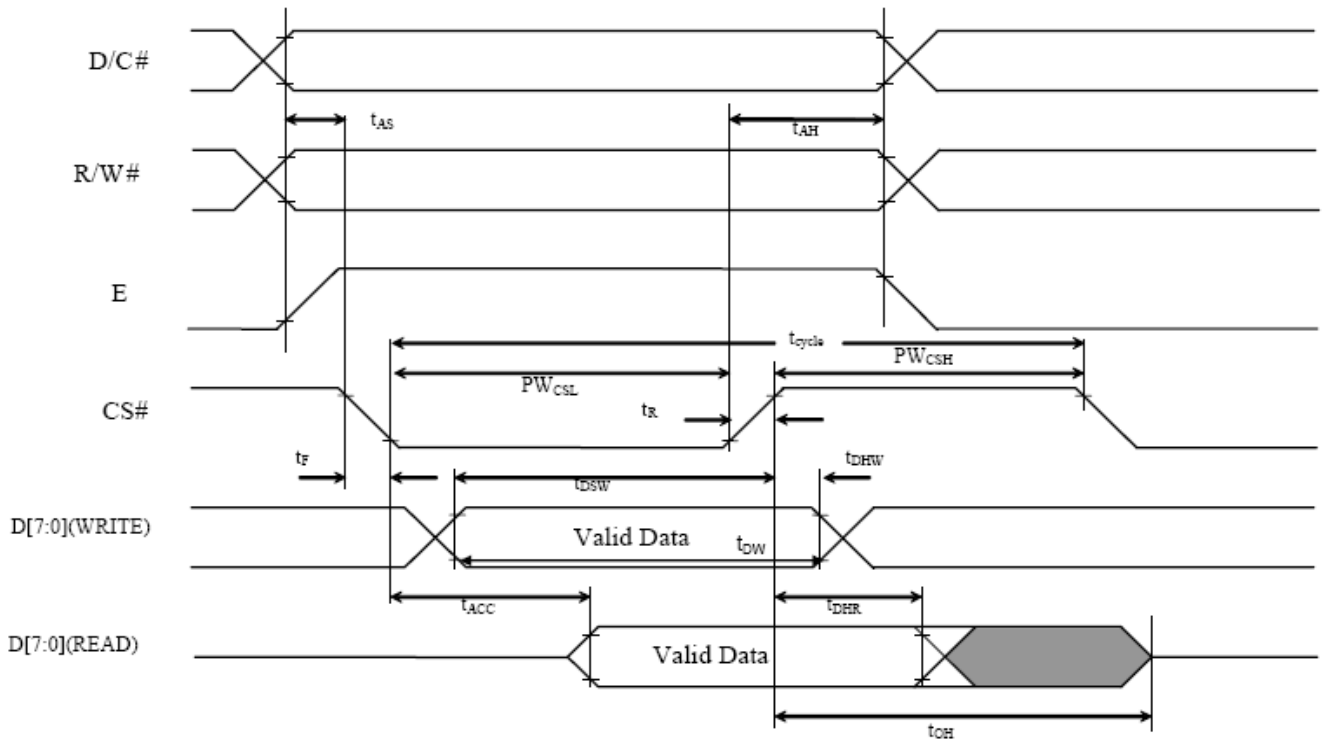 D/C#
tAS
tAH
R/W#
E
tcycle
PWCSL
PWCSH
CS#
tR
tF
tDSW
tDHW
D[7:0](WRITE)
Valid Data
tDW
tACC
tDHR
D[7:0](READ)
Valid Data
tOH